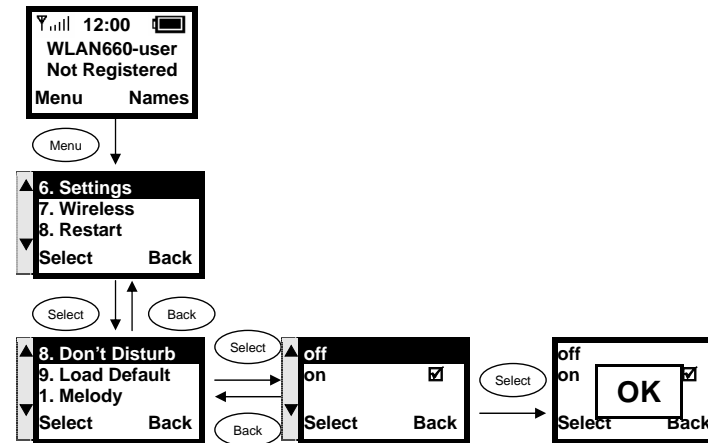 12:00
WLAN660-user
Not Registered
Menu Names
Menu
6. Settings
7. Wireless
8. Restart
Select Back
Select Back
8. Don't Disturb
9. Load Default
1. Melody
Select Back
Select
Back
off
on
Select Back
Select
off
on
OK
Select Back